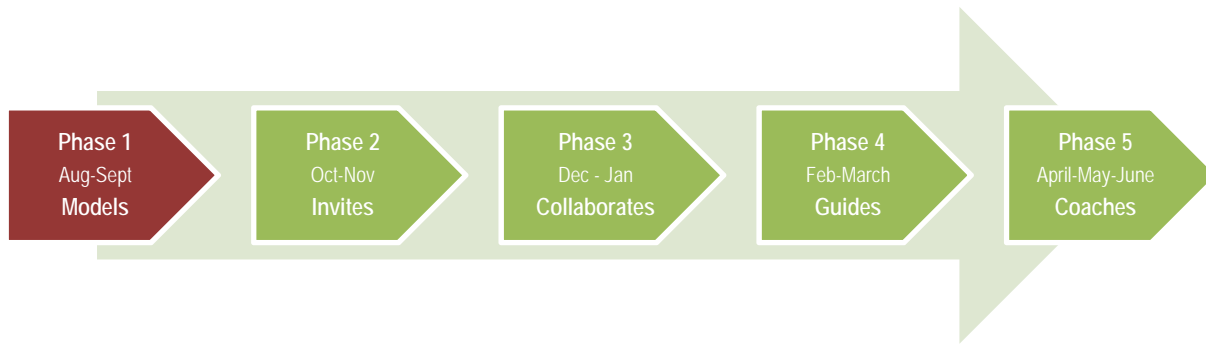 Phase 1
Aug-Sept
Models
Phase 2
Oct-Nov
Invites
Phase 3
Dec - Jan
Collaborates
Phase 4
Feb-March
Guides
Phase 5
April-May-June
Coaches